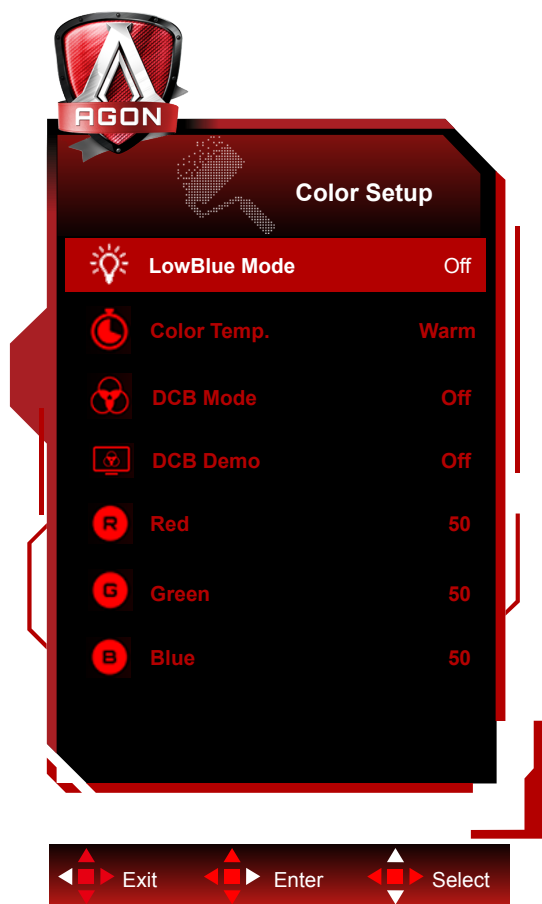 AGON
Color Setup
LowBlue Mode Off
Color Temp. Warm
DCB Mode Off
DCB Demo Off
R Red 50
G Green 50
B Blue 50
Exit Enter Select